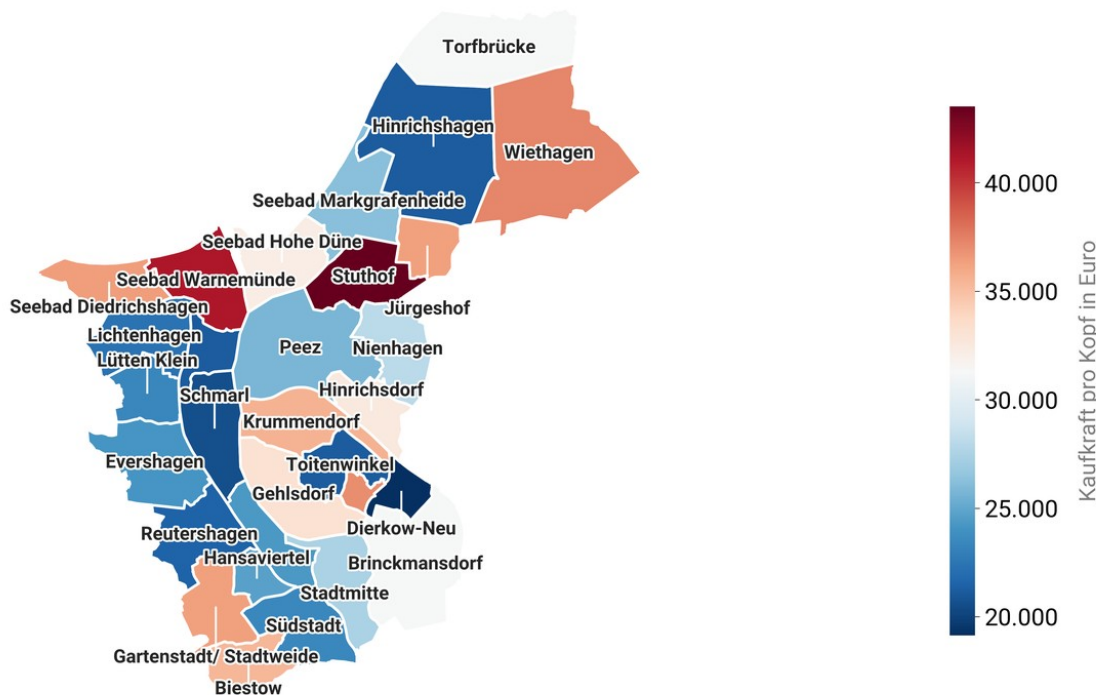 Torfbrücke
Hinrichshagen
Wiethagen
Seebad Markgrafenheide
Seebad Hohe Düne
Stuthof
Seebad Warnemünde
Seebad Diedrichshagen
Jürgeshof
Lichtenhagen
Peez
Nienhagen
Lütten Klein
Hinrichsdorf
Schmarl
Krummendorf
Evershagen
Toitenwinkel
Gehlsdorf
Dierkow-Neu
Reutershagen
Hansaviertel
Brinckmansdorf
Stadtmitte
Südstadt
Gartenstadt/ Stadtweide
Biestow
40.000
35.000
30.000
25.000
20.000
Kaufkraft pro Kopf in Euro